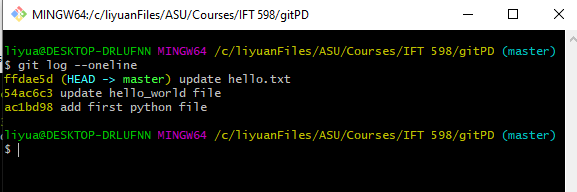 MINGW64:/c/liyuanFiles/ASU/Courses/IFT 598/gitPD
liyua@DESKTOP-DRLUFNN MINGW64 /c/liyuanFiles/ASU/Courses/IFT 598/gitPD (master)
$ git log --oneline
ffdae5d (HEAD -> master) update hello.txt
54ac6c3 update hello_world file
ac1bd98 add first python file
liyua@DESKTOP-DRLUFNN MINGW64 /c/liyuanFiles/ASU/Courses/IFT 598/gitPD (master)
$